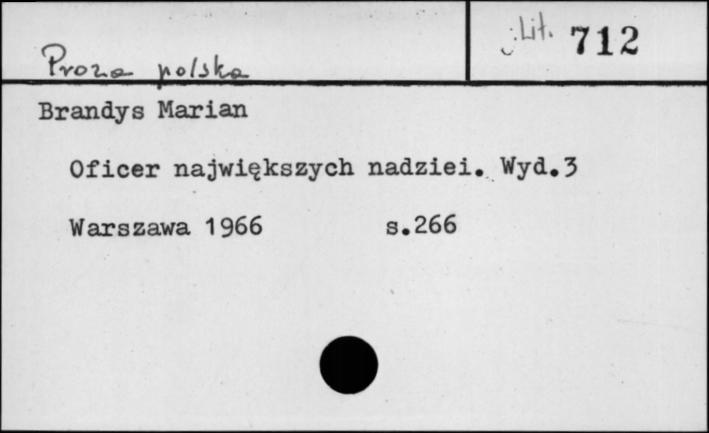 Proza polska
Lit. 712
Brandys Marian
Oficer największych nadziei. Wyd.3
Warszawa 1966 s.266